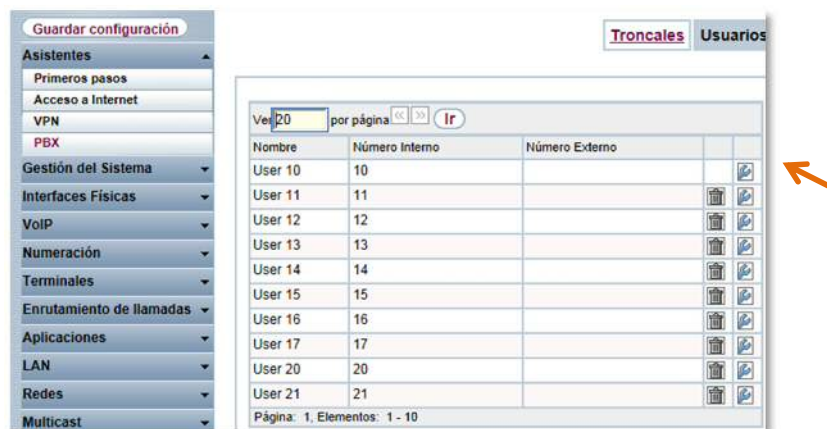 Guardar configuración
Asistentes
Primeros pasos
Acceso a Internet
VPN
PBX
Gestión del Sistema
Interfaces Físicas
VoIP
Numeración
Terminales
Enrutamiento de llamadas
Aplicaciones
LAN
Redes
Multicast
Troncales Usuarios
Ver 20 por página « » Ir
Nombre Número Interno Número Externo
User 10 10
User 11 11
User 12 12
User 13 13
User 14 14
User 15 15
User 16 16
User 17 17
User 20 20
User 21 21
Página: 1, Elementos: 1 - 10